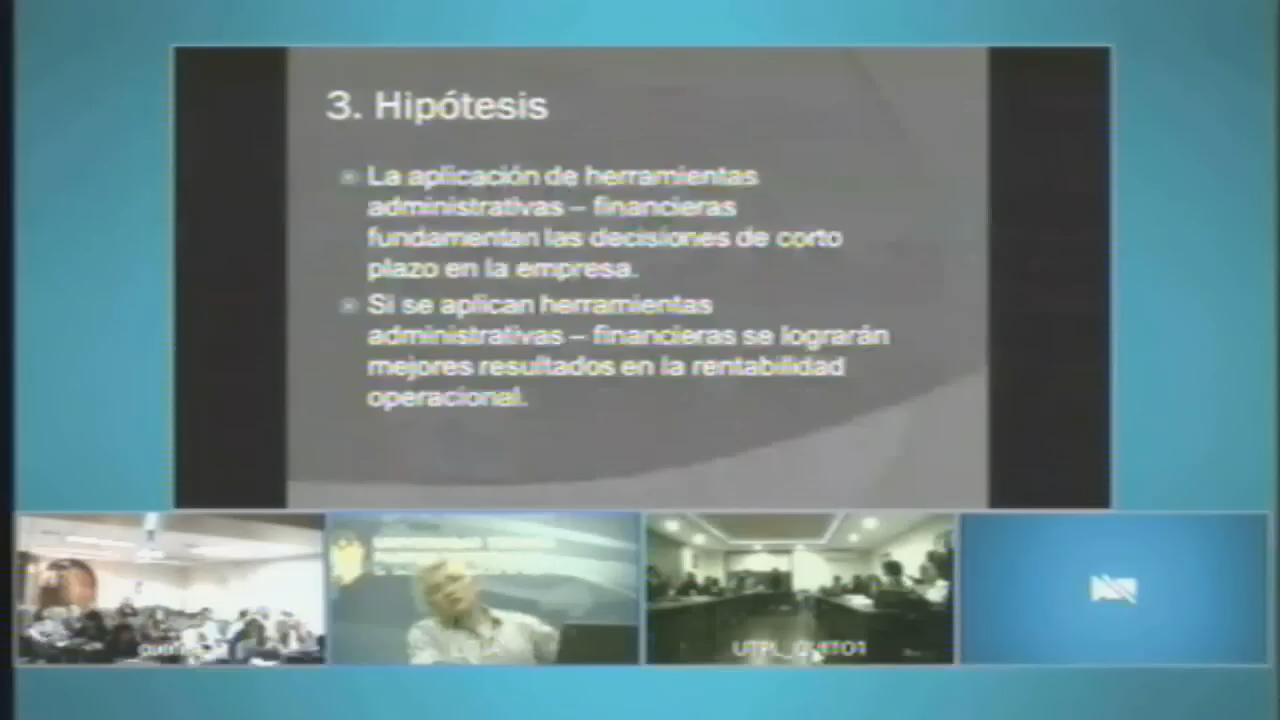 3. Hipótesis
La aplicación de herramientas
administrativas – financieras
fundamentan las decisiones de corto
plazo en la empresa.
Si se aplican herramientas
administrativas – financieras se lograrán
mejores resultados en la rentabilidad
operacional.
UTPL_QUITO1